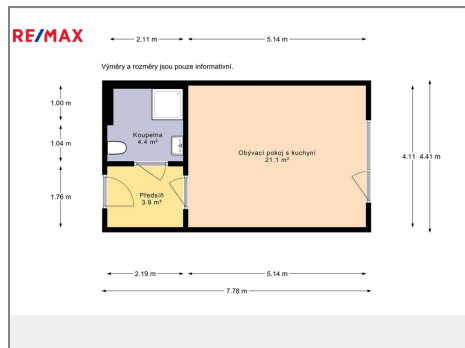 RE/MAX
2.11 m
5.14 m
Výměry a rozměry jsou pouze informativní.
1.00 m
Koupelna
4.4 m²
1.04 m
Obývací pokoj s kuchyní
21.1 m²
4.11
4.41 m
1.76 m
Předsíň
3.9 m²
2.19 m
5.14 m
7.78 m